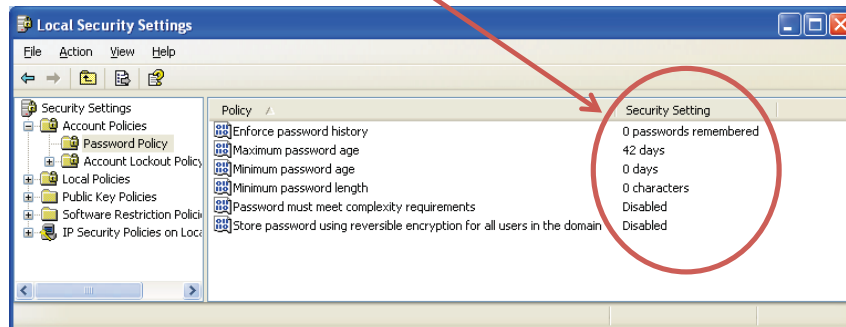 Local Security Settings
File Action View Help
Security Settings
Account Policies
Password Policy
Account Lockout Policy
Local Policies
Public Key Policies
Software Restriction Polici
IP Security Policies on Loca
Policy Security Setting
Enforce password history 0 passwords remembered
Maximum password age 42 days
Minimum password age 0 days
Minimum password length 0 characters
Password must meet complexity requirements Disabled
Store password using reversible encryption for all users in the domain Disabled